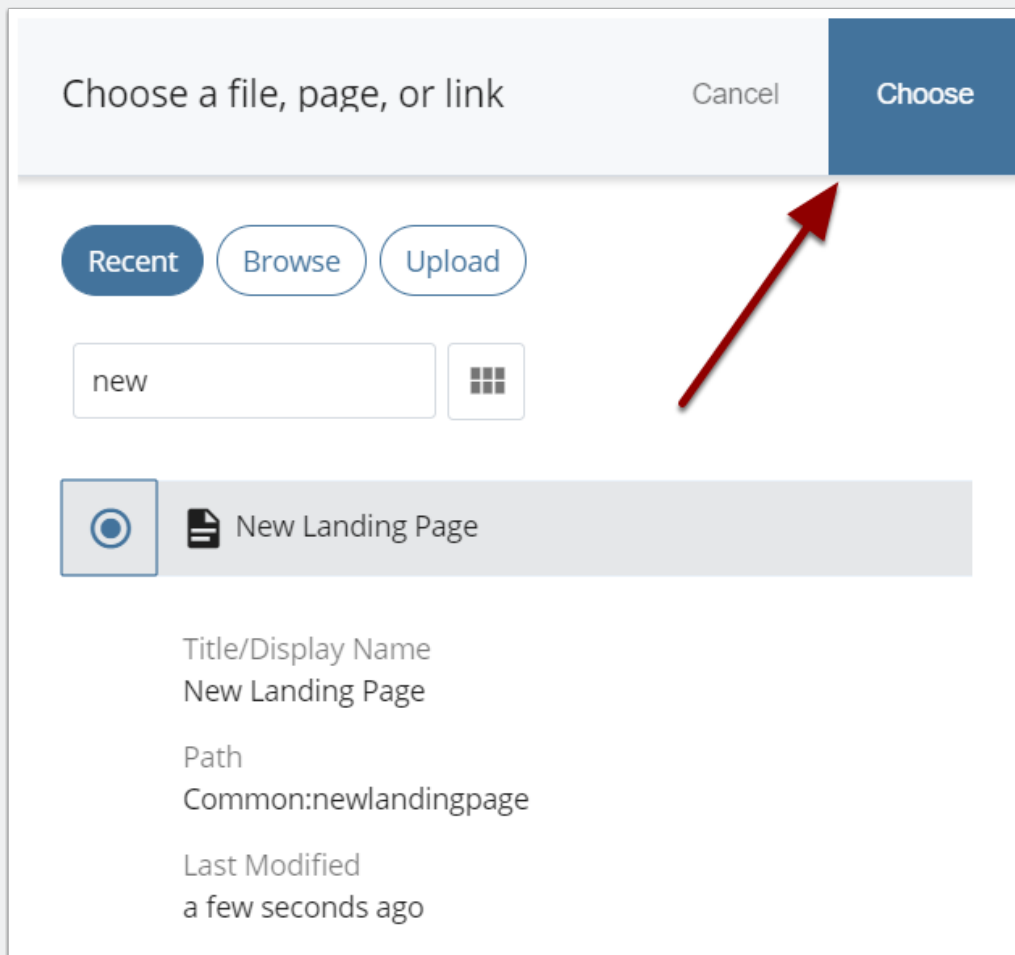 Choose a file, page, or link
Cancel
Choose
Recent
Browse
Upload
new
New Landing Page
Title/Display Name
New Landing Page
Path
Common:newlandingpage
Last Modified
a few seconds ago